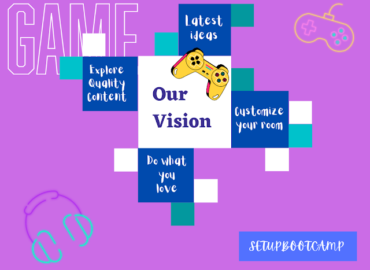 GAME
Latest
ideas
Explore
Quality
Content
Our
Vision
Customize
your room
Do what
you
love
SETUPBOOTCAMP